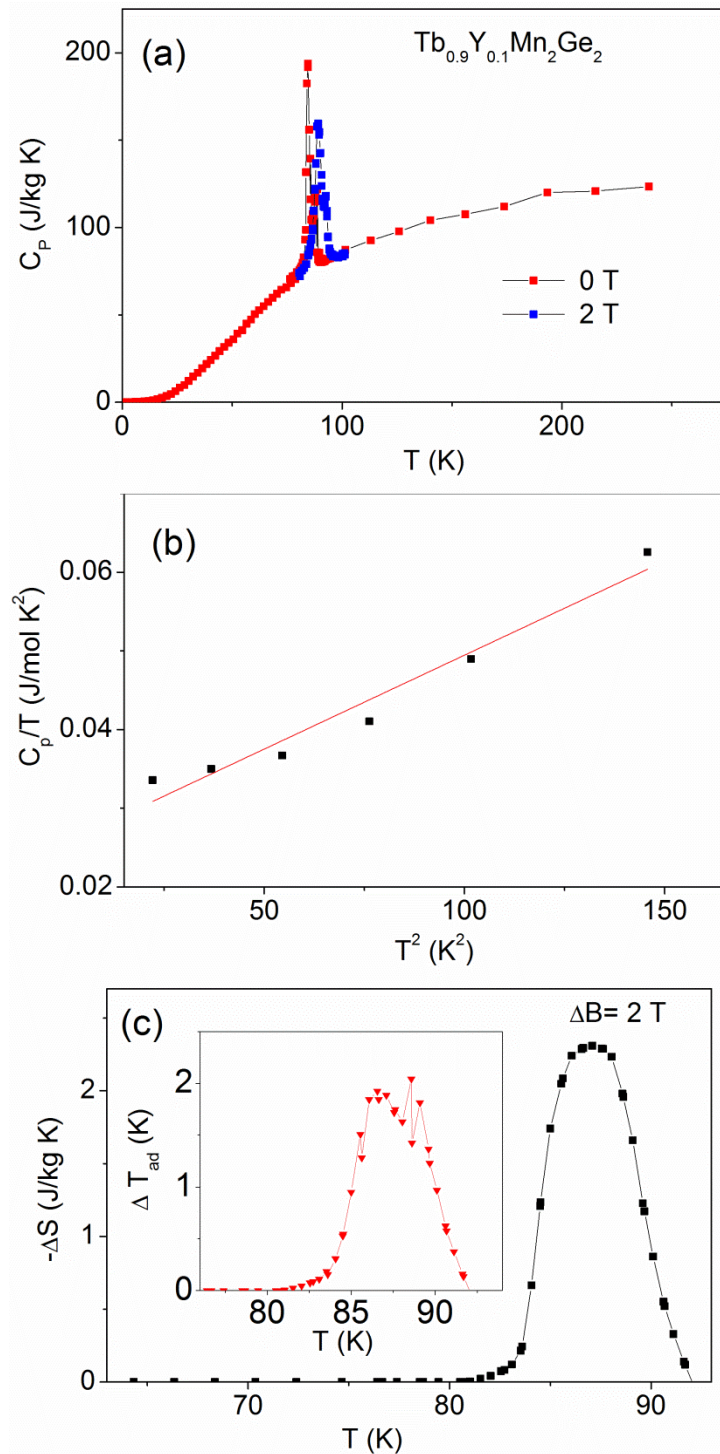 (a)
Tb0.9Y0.1Mn2Ge2
200
100
0
CP (J/kg K)
0 T
2 T
0 100 200
T (K)
(b)
0.06
0.04
0.02
Cp/T (J/mol K2)
50 100 150
T2 (K2)
(c)
ΔB= 2 T
2
1
0
-ΔS (J/kg K)
2
1
0
Δ Tad (K)
80 85 90
T (K)
70 80 90
T (K)